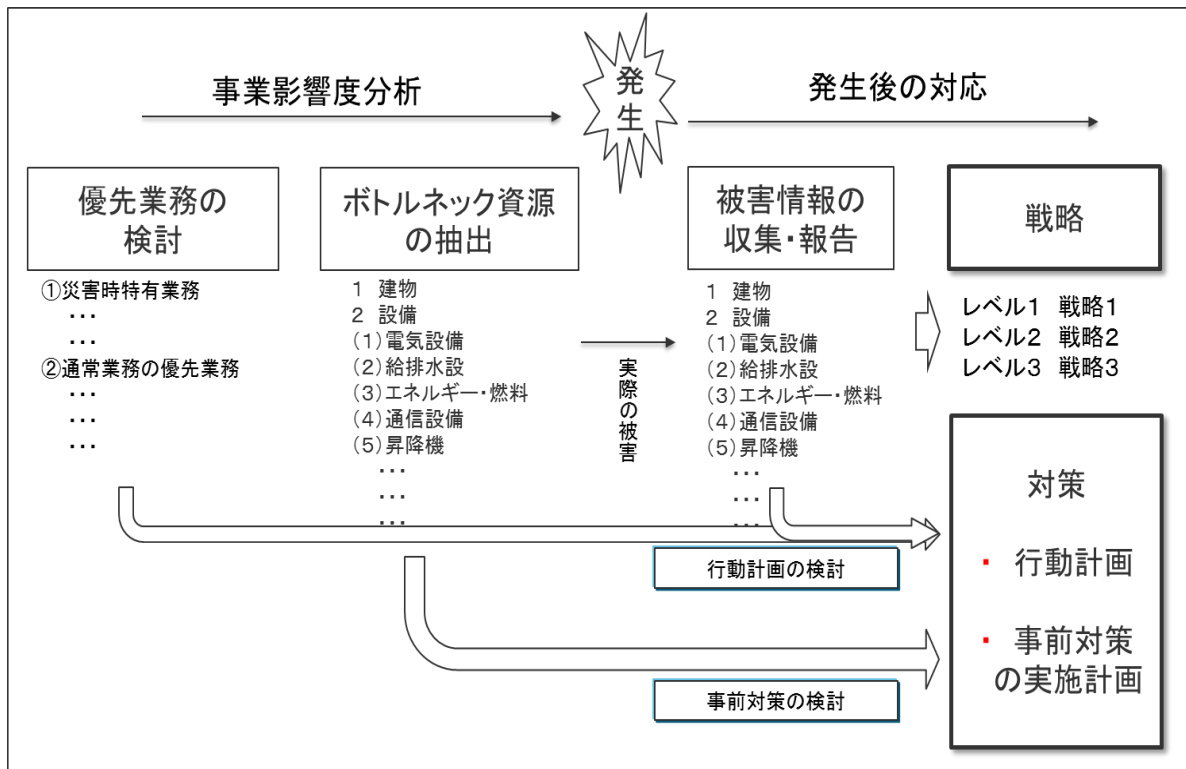 事業影響度分析
発生
発生後の対応
優先業務の
検討
①災害時特有業務
・・・
・・・
②通常業務の優先業務
・・・
・・・
・・・
ボトルネック資源
の抽出
1 建物
2 設備
(1)電気設備
(2)給排水設
(3)エネルギー・燃料
(4)通信設備
(5)昇降機
・・・
・・・
・・・
実際の被害
被害情報の
収集・報告
1 建物
2 設備
(1)電気設備
(2)給排水設
(3)エネルギー・燃料
(4)通信設備
(5)昇降機
・・・
・・・
・・・
戦略
レベル1 戦略1
レベル2 戦略2
レベル3 戦略3
行動計画の検討
事前対策の検討
対策
・ 行動計画
・ 事前対策
の実施計画